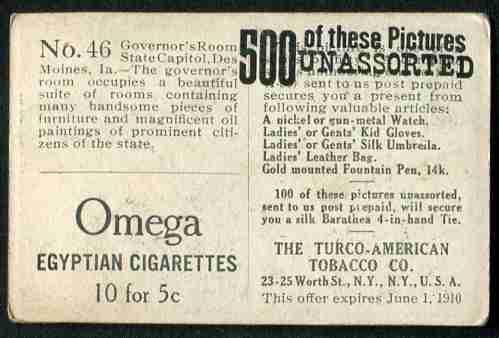 No. 46 Governor's Room
State Capitol, Des
Moines, Ia.—The governor's
room occupies a beautiful
suite of rooms containing
many handsome pieces of
furniture and magnificent oil
paintings of prominent citi-
zens of the state.
Omega
EGYPTIAN CIGARETTES
10 for 5c
500 of these Pictures
UNASSORTED
sent to us post prepaid
secures you a present from
following valuable articles:
A nickel or gun-metal Watch.
Ladies' or Gents' Kid Gloves.
Ladies' or Gents' Silk Umbrella.
Ladies' Leather Bag.
Gold mounted Fountain Pen, 14k.
100 of these pictures unassorted,
sent to us post prepaid, will secure
you a silk Barathea 4-in-hand Tie.
THE TURCO-AMERICAN
TOBACCO CO.
23-25 Worth St., N.Y., N.Y., U.S.A.
This offer expires June 1, 1910